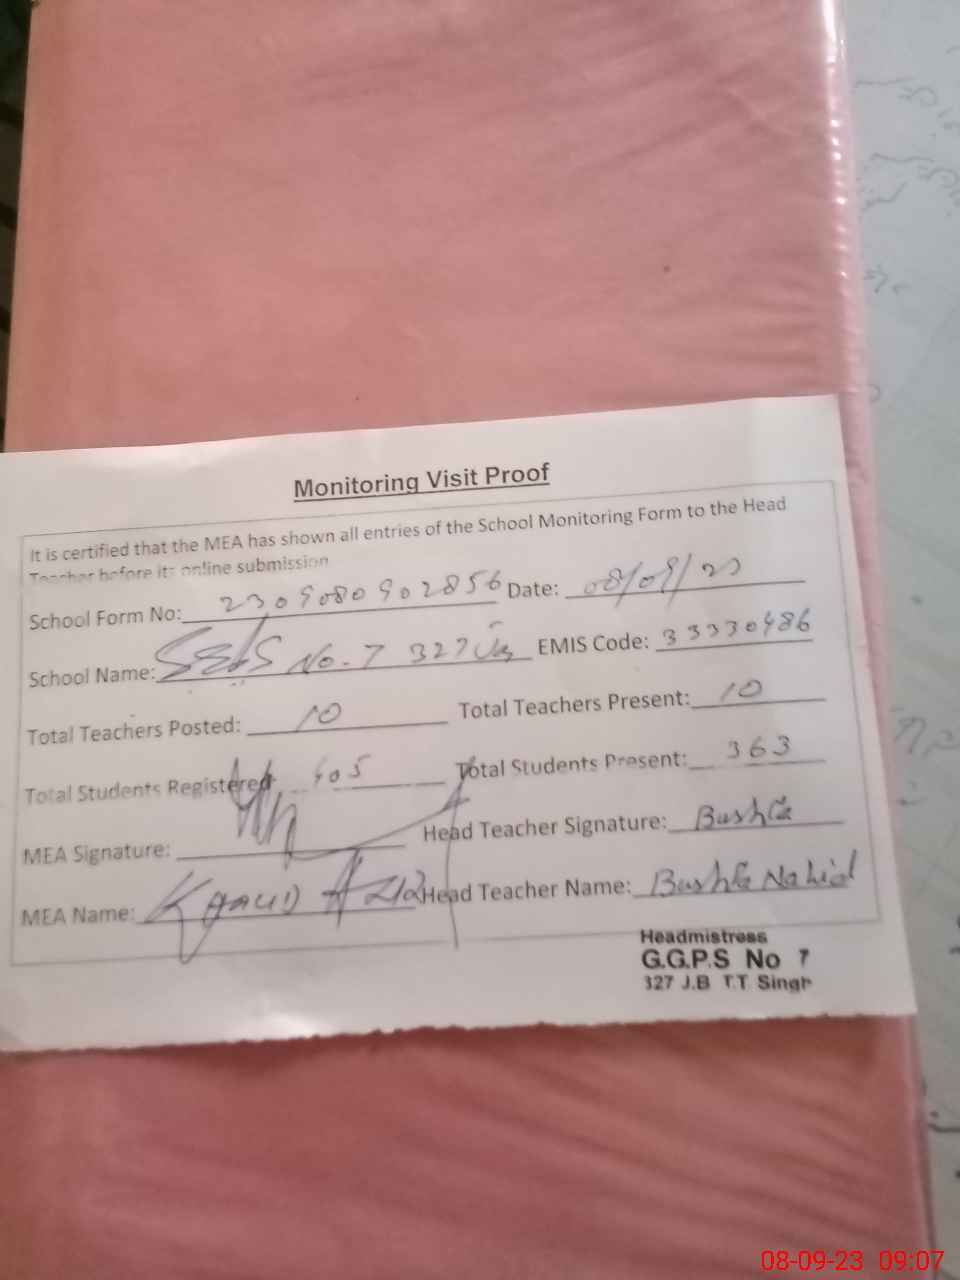 Monitoring Visit Proof
It is certified that the MEA has shown all entries of the School Monitoring Form to the Head
Teacher before its online submission
School Form No: 2309080902856 Date: 08/09/23
School Name: No. 7 327 EMIS Code: 33330486
Total Teachers Posted: 10 Total Teachers Present: 10
Total Students Registered: 405 Total Students Present: 363
MEA Signature: Head Teacher Signature: Bushra
MEA Name: Head Teacher Name: Bushra Nahid
Headmistress
G.G.P.S No 7
327 J.B T.T Singh
08-09-23 09:07